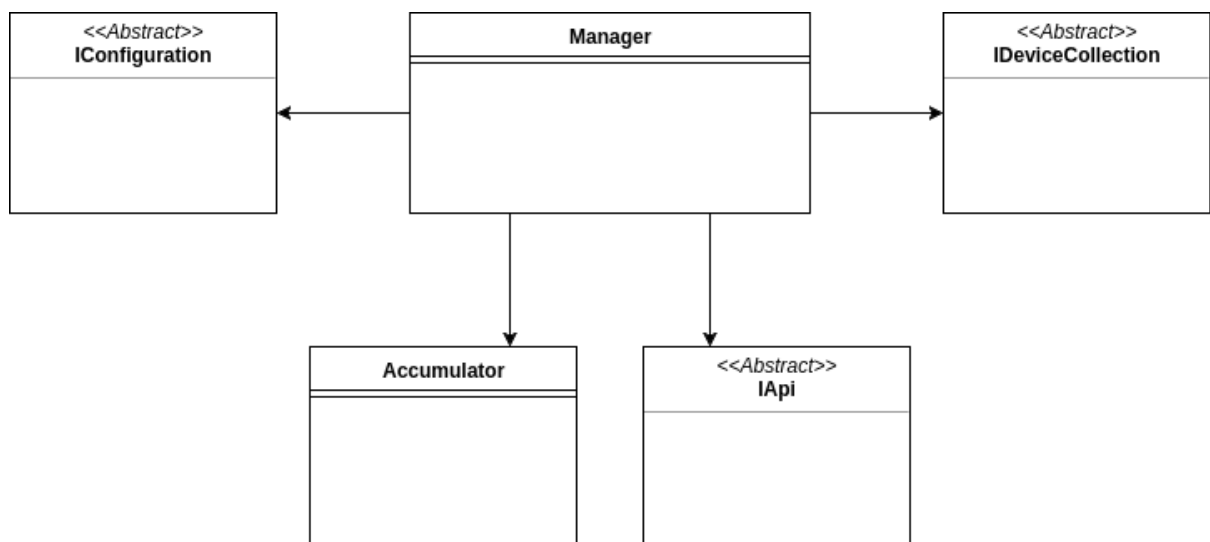 <<Abstract>>
IConfiguration
Manager
<<Abstract>>
IDeviceCollection
Accumulator
<<Abstract>>
IApi